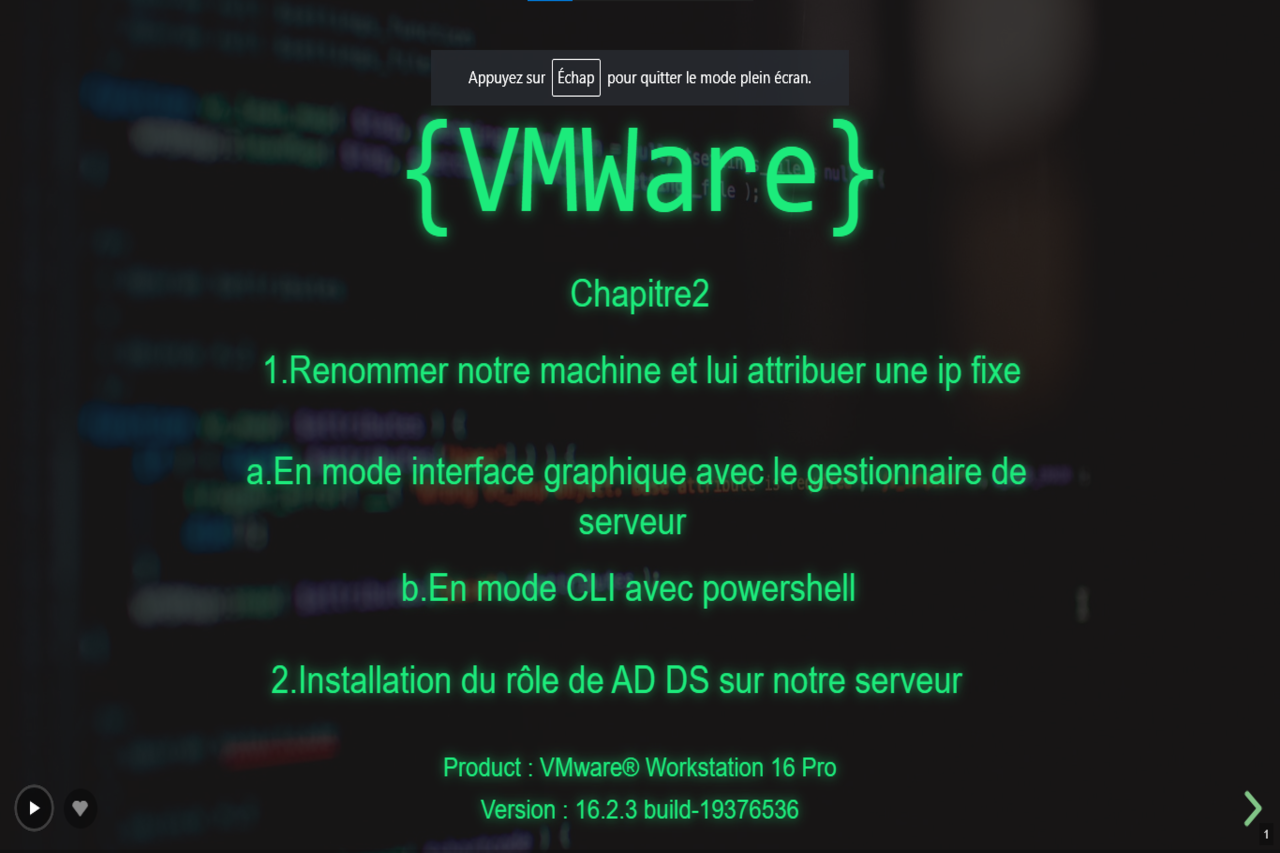 Appuyez sur Échap pour quitter le mode plein écran.
{VMWare}
Chapitre2
1.Renommer notre machine et lui attribuer une ip fixe
a.En mode interface graphique avec le gestionnaire de
serveur
b.En mode CLI avec powershell
2.Installation du rôle de AD DS sur notre serveur
Product : VMware® Workstation 16 Pro
Version : 16.2.3 build-19376536
1